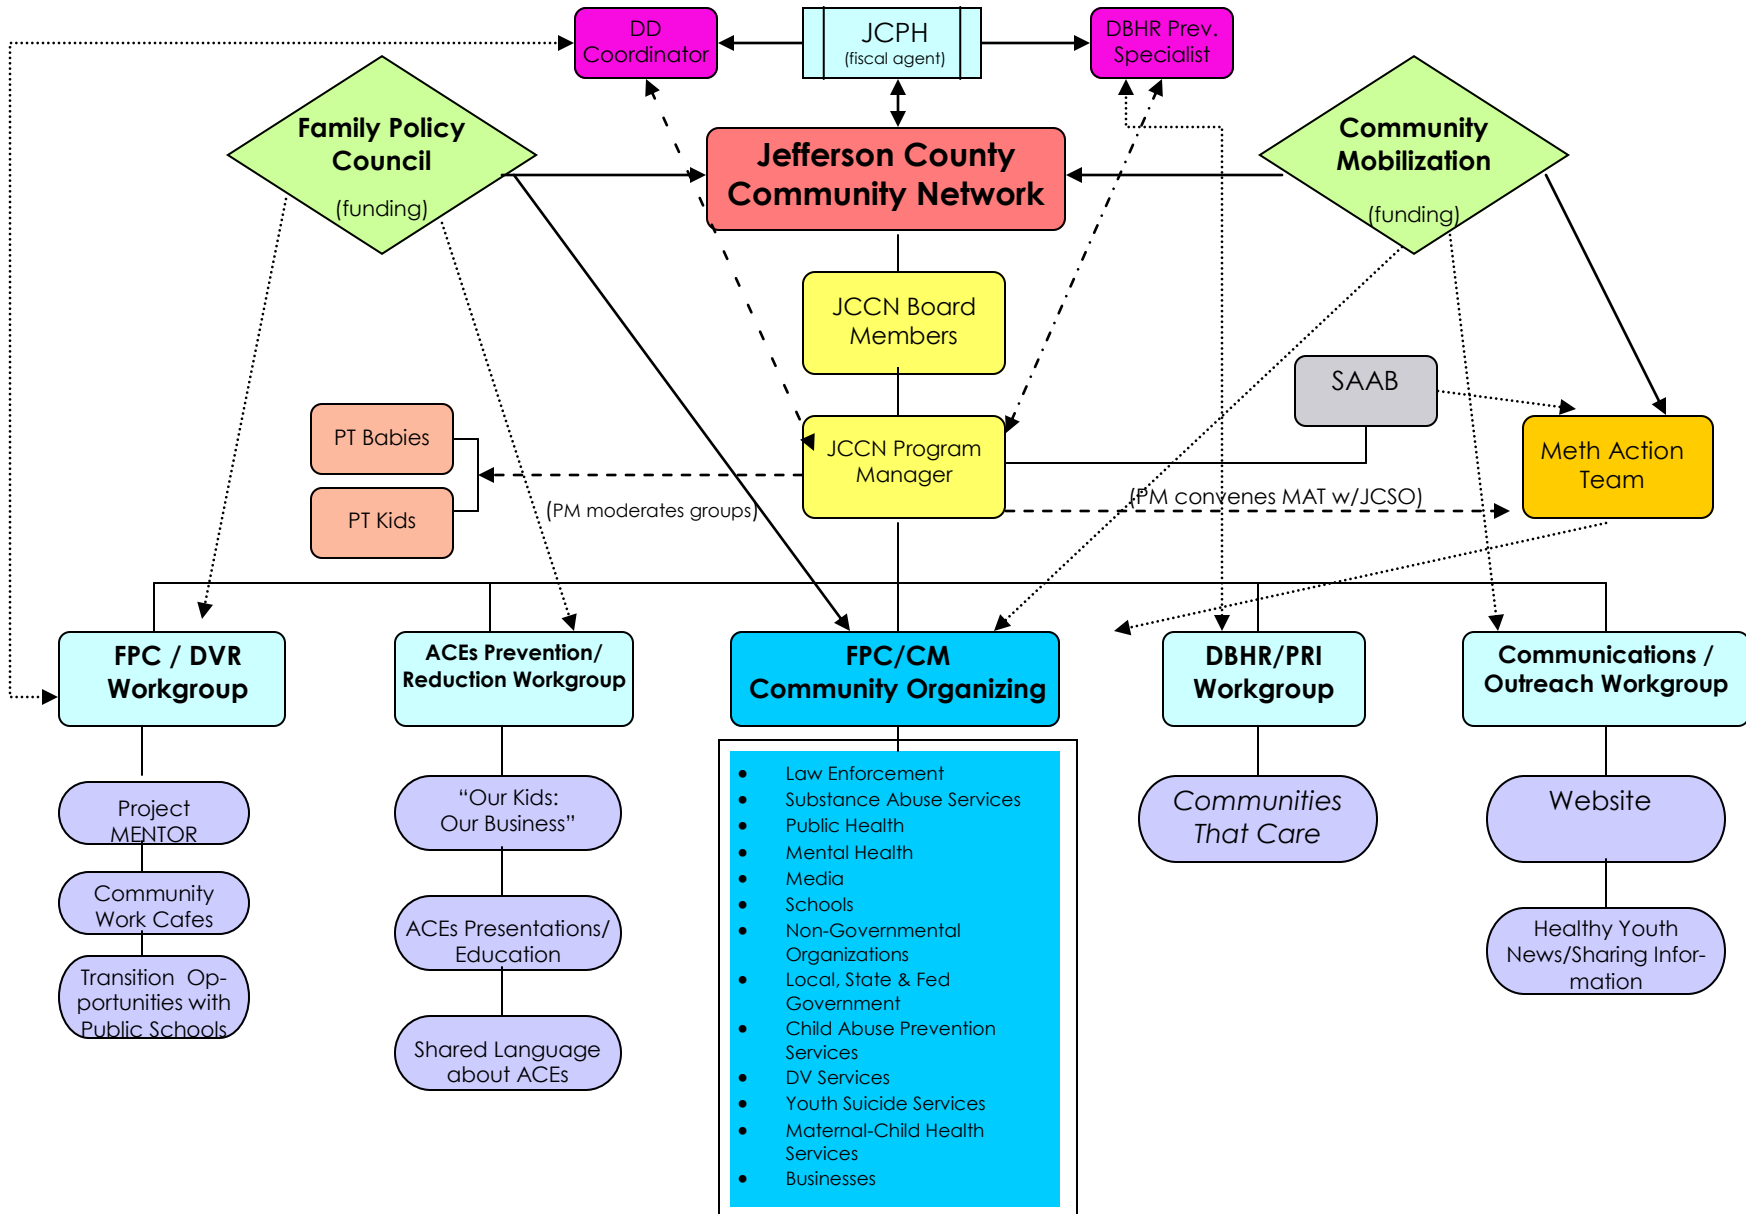 DD
Coordinator
JCPH
(fiscal agent)
DBHR Prev.
Specialist
Family Policy
Council
(funding)
Jefferson County
Community Network
Community
Mobilization
(funding)
JCCN Board
Members
SAAB
PT Babies
PT Kids
JCCN Program
Manager
(PM moderates groups)
(PM convenes MAT w/JCSO)
Meth Action
Team
FPC / DVR
Workgroup
ACEs Prevention/
Reduction Workgroup
FPC/CM
Community Organizing
DBHR/PRI
Workgroup
Communications /
Outreach Workgroup
Project
MENTOR
Community
Work Cafes
Transition Op-
portunities with
Public Schools
“Our Kids:
Our Business”
ACEs Presentations/
Education
Shared Language
about ACEs
• Law Enforcement
• Substance Abuse Services
• Public Health
• Mental Health
• Media
• Schools
• Non-Governmental
Organizations
• Local, State & Fed
Government
• Child Abuse Prevention
Services
• DV Services
• Youth Suicide Services
• Maternal-Child Health
Services
• Businesses
Communities
That Care
Website
Healthy Youth
News/Sharing Infor-
mation